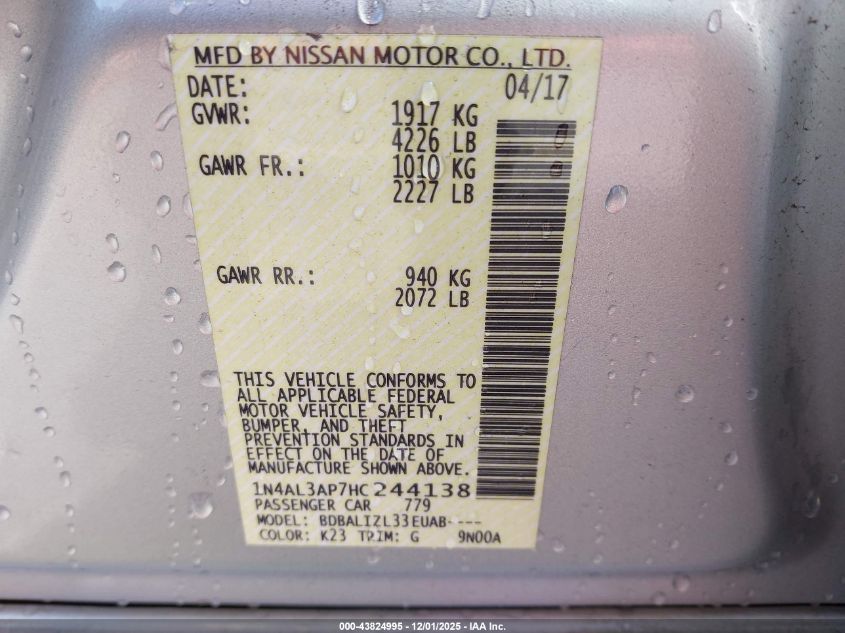 MFD BY NISSAN MOTOR CO., LTD.
DATE: 04/17
GVWR: 1917 KG
4226 LB
GAWR FR.: 1010 KG
2227 LB
GAWR RR.: 940 KG
2072 LB
THIS VEHICLE CONFORMS TO
ALL APPLICABLE FEDERAL
MOTOR VEHICLE SAFETY,
BUMPER, AND THEFT
PREVENTION STANDARDS IN
EFFECT ON THE DATE OF
MANUFACTURE SHOWN ABOVE.
1N4AL3AP7HC244138
PASSENGER CAR 779
MODEL: BDBALIZL33EUAB----
COLOR: K23 TRIM: G 9N00A
000-43824995 - 12/01/2025 - IAA Inc.